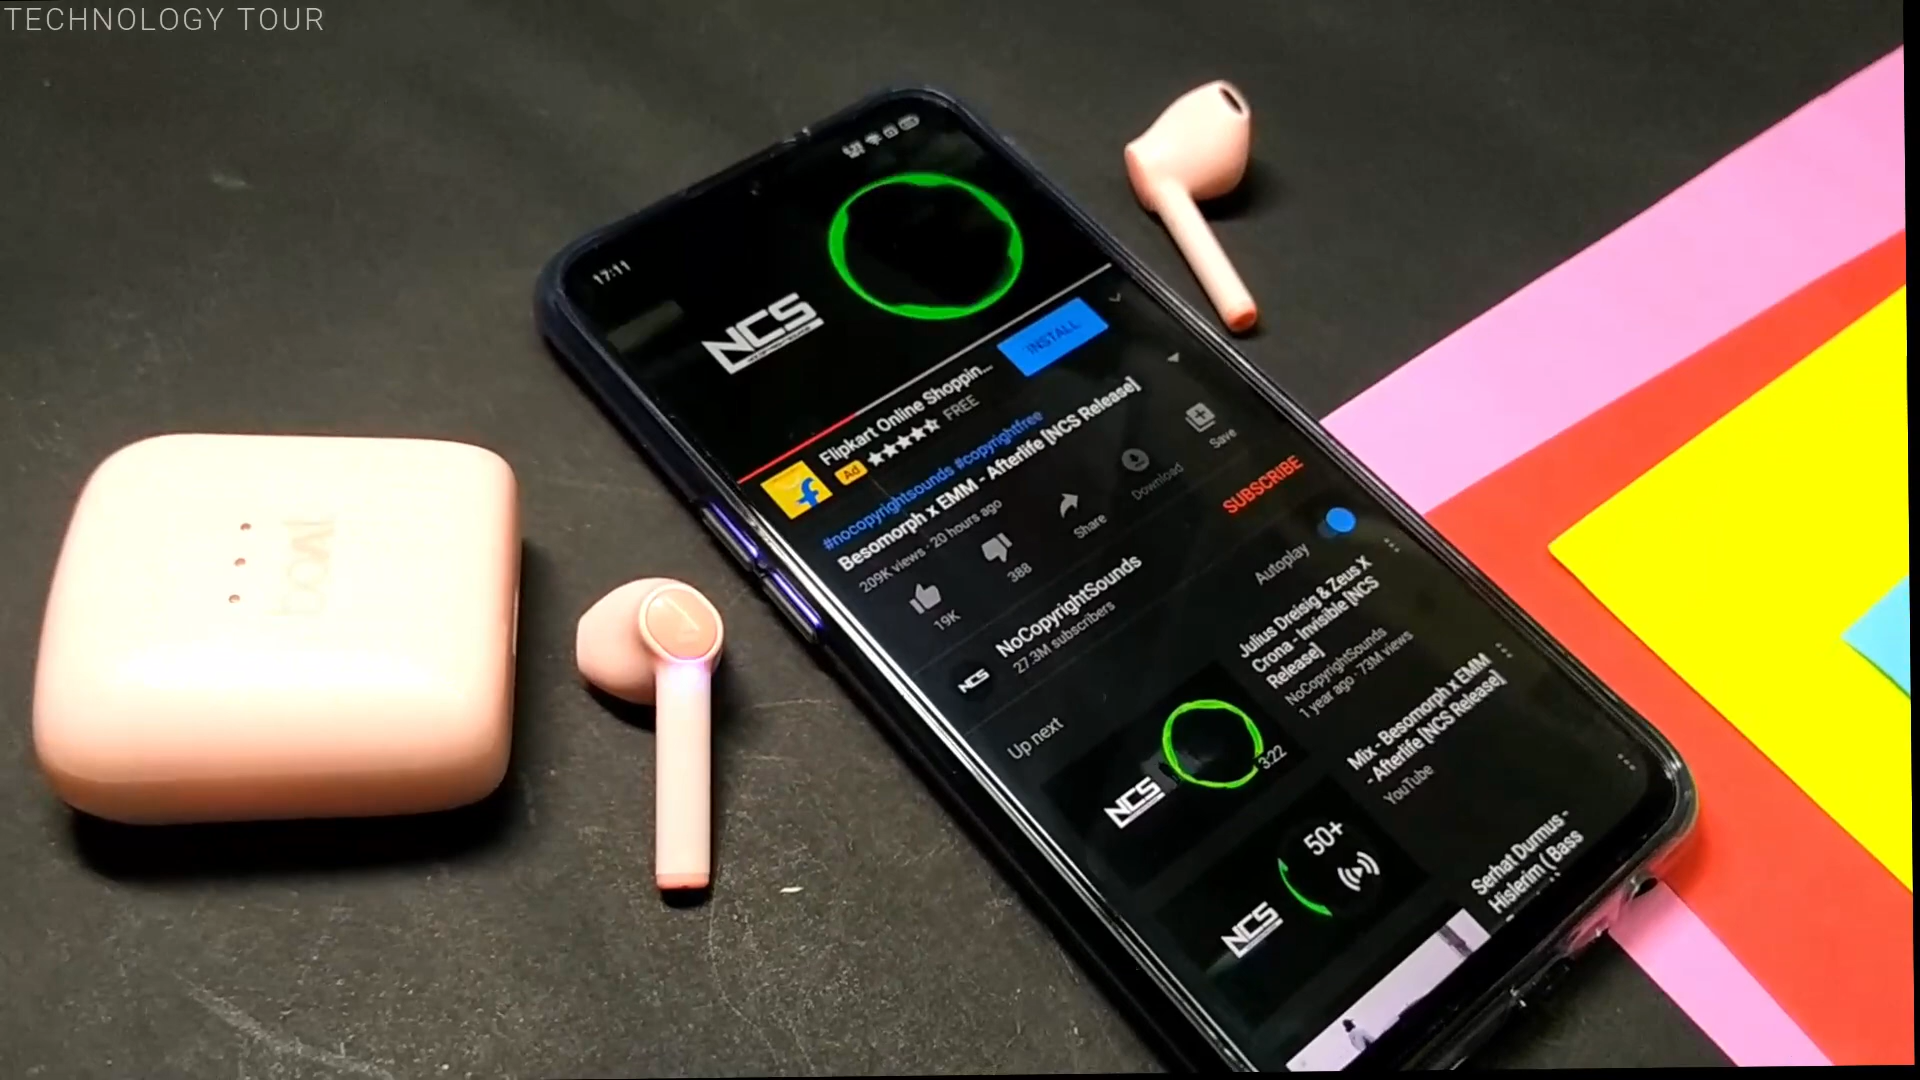 TECHNOLOGY TOUR
17:11
NCS
Flipkart Online Shoppin...
Ad ★★★★☆ FREE
INSTALL
#nocopyrightsounds #copyrightfree
Besomorph x EMM - Afterlife [NCS Release]
209K views · 20 hours ago
19K
388
Share
Download
Save
NCS
NoCopyrightSounds
27.3M subscribers
SUBSCRIBE
Up next
Autoplay
NCS
3:22
Julius Dreisig & Zeus X
Crona - Invisible [NCS
Release]
NoCopyrightSounds
1 year ago · 73M views
NCS
50+
Mix - Besomorph x EMM
- Afterlife [NCS Release]
YouTube
Serhat Durmus -
Hislerim ( Bass
boAt